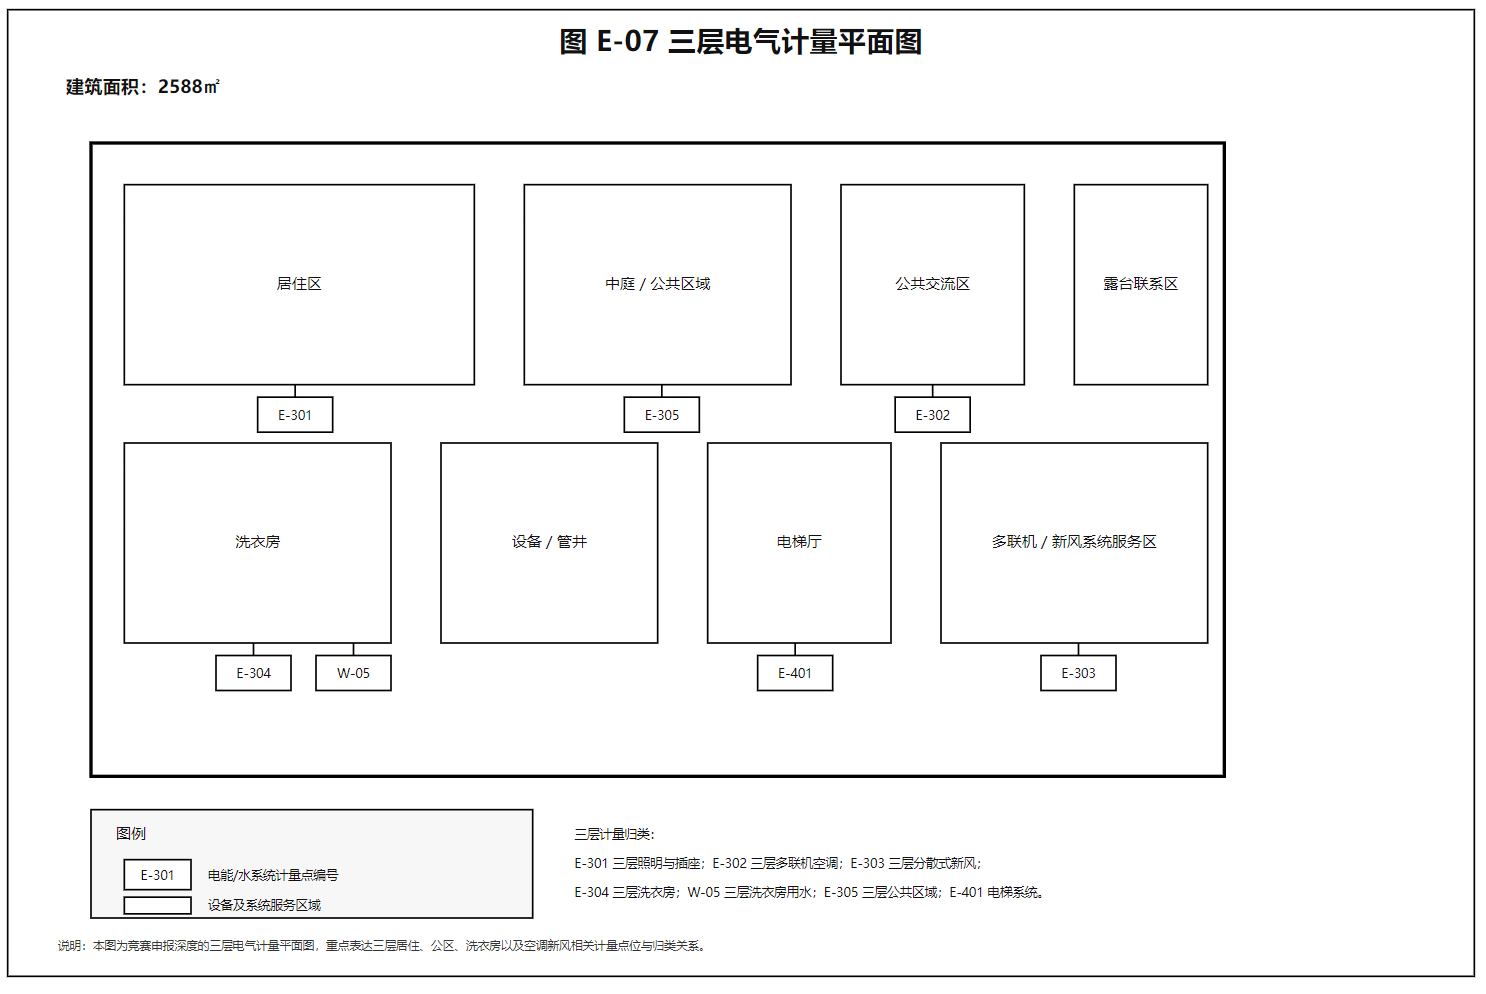 图 E-07 三层电气计量平面图
建筑面积：2588㎡
居住区
中庭 / 公共区域
公共交流区
露台联系区
E-301
E-305
E-302
洗衣房
设备 / 管井
电梯厅
多联机 / 新风系统服务区
E-304
W-05
E-401
E-303
图例
E-301
电能/水系统计量点编号
设备及系统服务区域
三层计量归类：
E-301 三层照明与插座；E-302 三层多联机空调；E-303 三层分散式新风；
E-304 三层洗衣房；W-05 三层洗衣房用水；E-305 三层公共区域；E-401 电梯系统。
说明：本图为竞赛申报深度的三层电气计量平面图，重点表达三层居住、公区、洗衣房以及空调新风相关计量点位与归类关系。